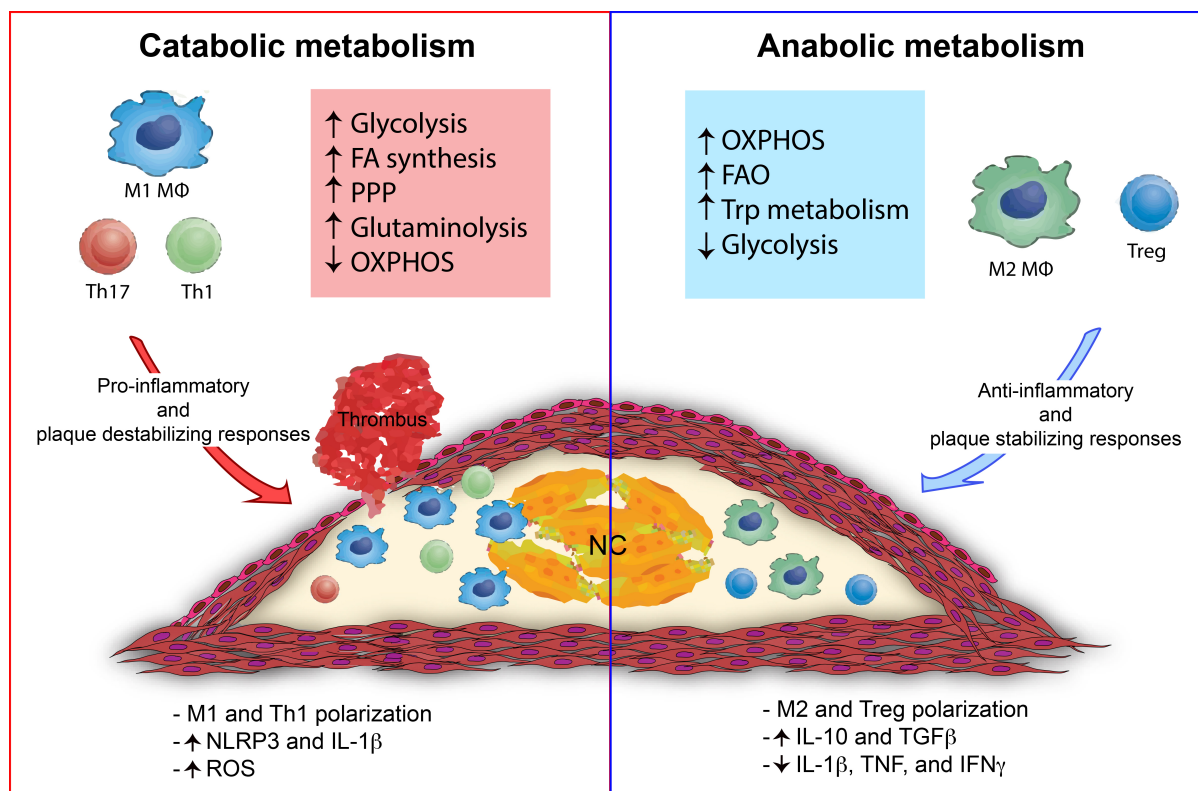 Catabolic metabolism
M1 MΦ
Th17
Th1
↑ Glycolysis
↑ FA synthesis
↑ PPP
↑ Glutaminolysis
↓ OXPHOS
Pro-inflammatory
and
plaque destabilizing responses
Thrombus
Anabolic metabolism
↑ OXPHOS
↑ FAO
↑ Trp metabolism
↓ Glycolysis
M2 MΦ
Treg
Anti-inflammatory
and
plaque stabilizing responses
NC
- M1 and Th1 polarization
- ↑ NLRP3 and IL-1β
- ↑ ROS
- M2 and Treg polarization
- ↑ IL-10 and TGFβ
- ↓ IL-1β, TNF, and IFNγ